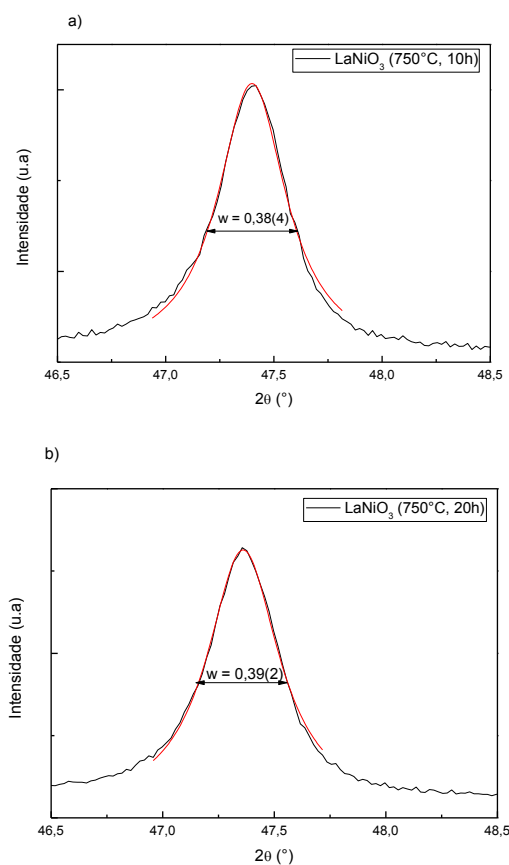 a)
LaNiO₃ (750°C, 10h)
Intensidade (u.a)
w = 0,38(4)
46,5 47,0 47,5 48,0 48,5
2θ (°)
b)
LaNiO₃ (750°C, 20h)
Intensidade (u.a)
w = 0,39(2)
46,5 47,0 47,5 48,0 48,5
2θ (°)